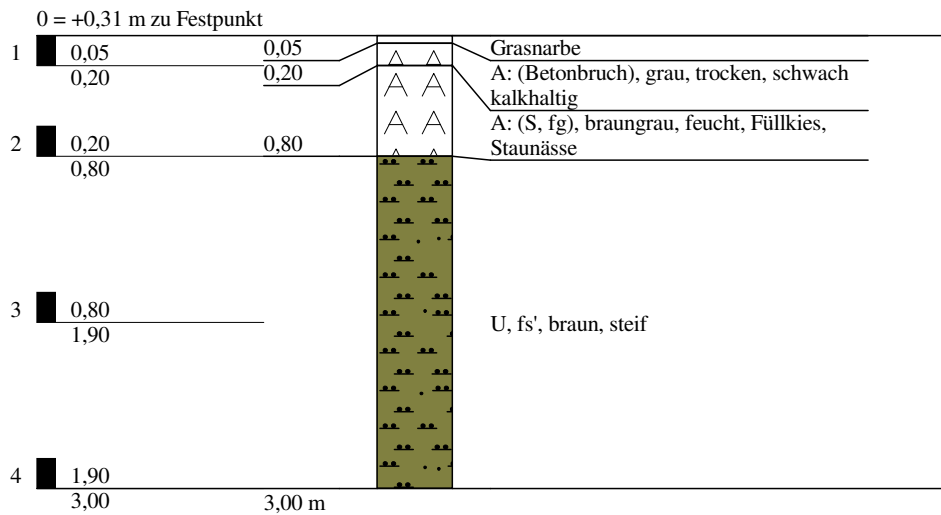 0 = +0,31 m zu Festpunkt
1 0,05 0,05 Grasnarbe
0,20 0,20 A: (Betonbruch), grau, trocken, schwach
kalkhaltig
A: (S, fg), braungrau, feucht, Füllkies,
2 0,20 0,80 Staunässe
0,80
3 0,80 U, fs', braun, steif
1,90
4 1,90
3,00 3,00 m